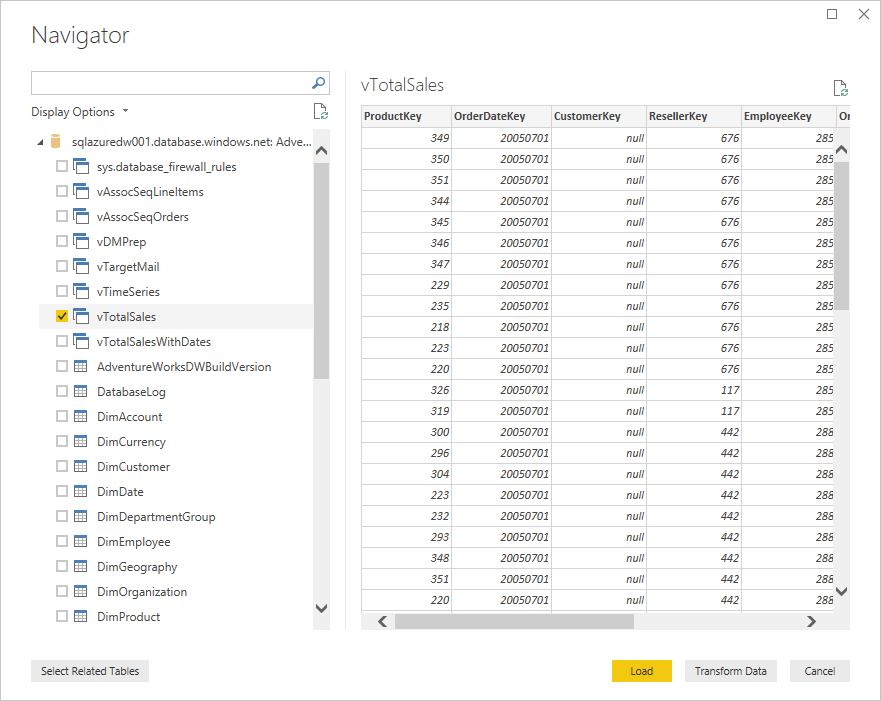 Navigator
Display Options
sqlazuredw001.database.windows.net: Adve...
sys.database_firewall_rules
vAssocSeqLineItems
vAssocSeqOrders
vDMPrep
vTargetMail
vTimeSeries
vTotalSales
vTotalSalesWithDates
AdventureWorksDWBuildVersion
DatabaseLog
DimAccount
DimCurrency
DimCustomer
DimDate
DimDepartmentGroup
DimEmployee
DimGeography
DimOrganization
DimProduct
vTotalSales
ProductKey OrderDateKey CustomerKey ResellerKey EmployeeKey Or
349 20050701 null 676 285
350 20050701 null 676 285
351 20050701 null 676 285
344 20050701 null 676 285
345 20050701 null 676 285
346 20050701 null 676 285
347 20050701 null 676 285
229 20050701 null 676 285
235 20050701 null 676 285
218 20050701 null 676 285
223 20050701 null 676 285
220 20050701 null 676 285
326 20050701 null 117 285
319 20050701 null 117 285
300 20050701 null 442 288
296 20050701 null 442 288
304 20050701 null 442 288
223 20050701 null 442 288
232 20050701 null 442 288
293 20050701 null 442 288
348 20050701 null 442 288
351 20050701 null 442 288
220 20050701 null 442 288
Select Related Tables
Load
Transform Data
Cancel